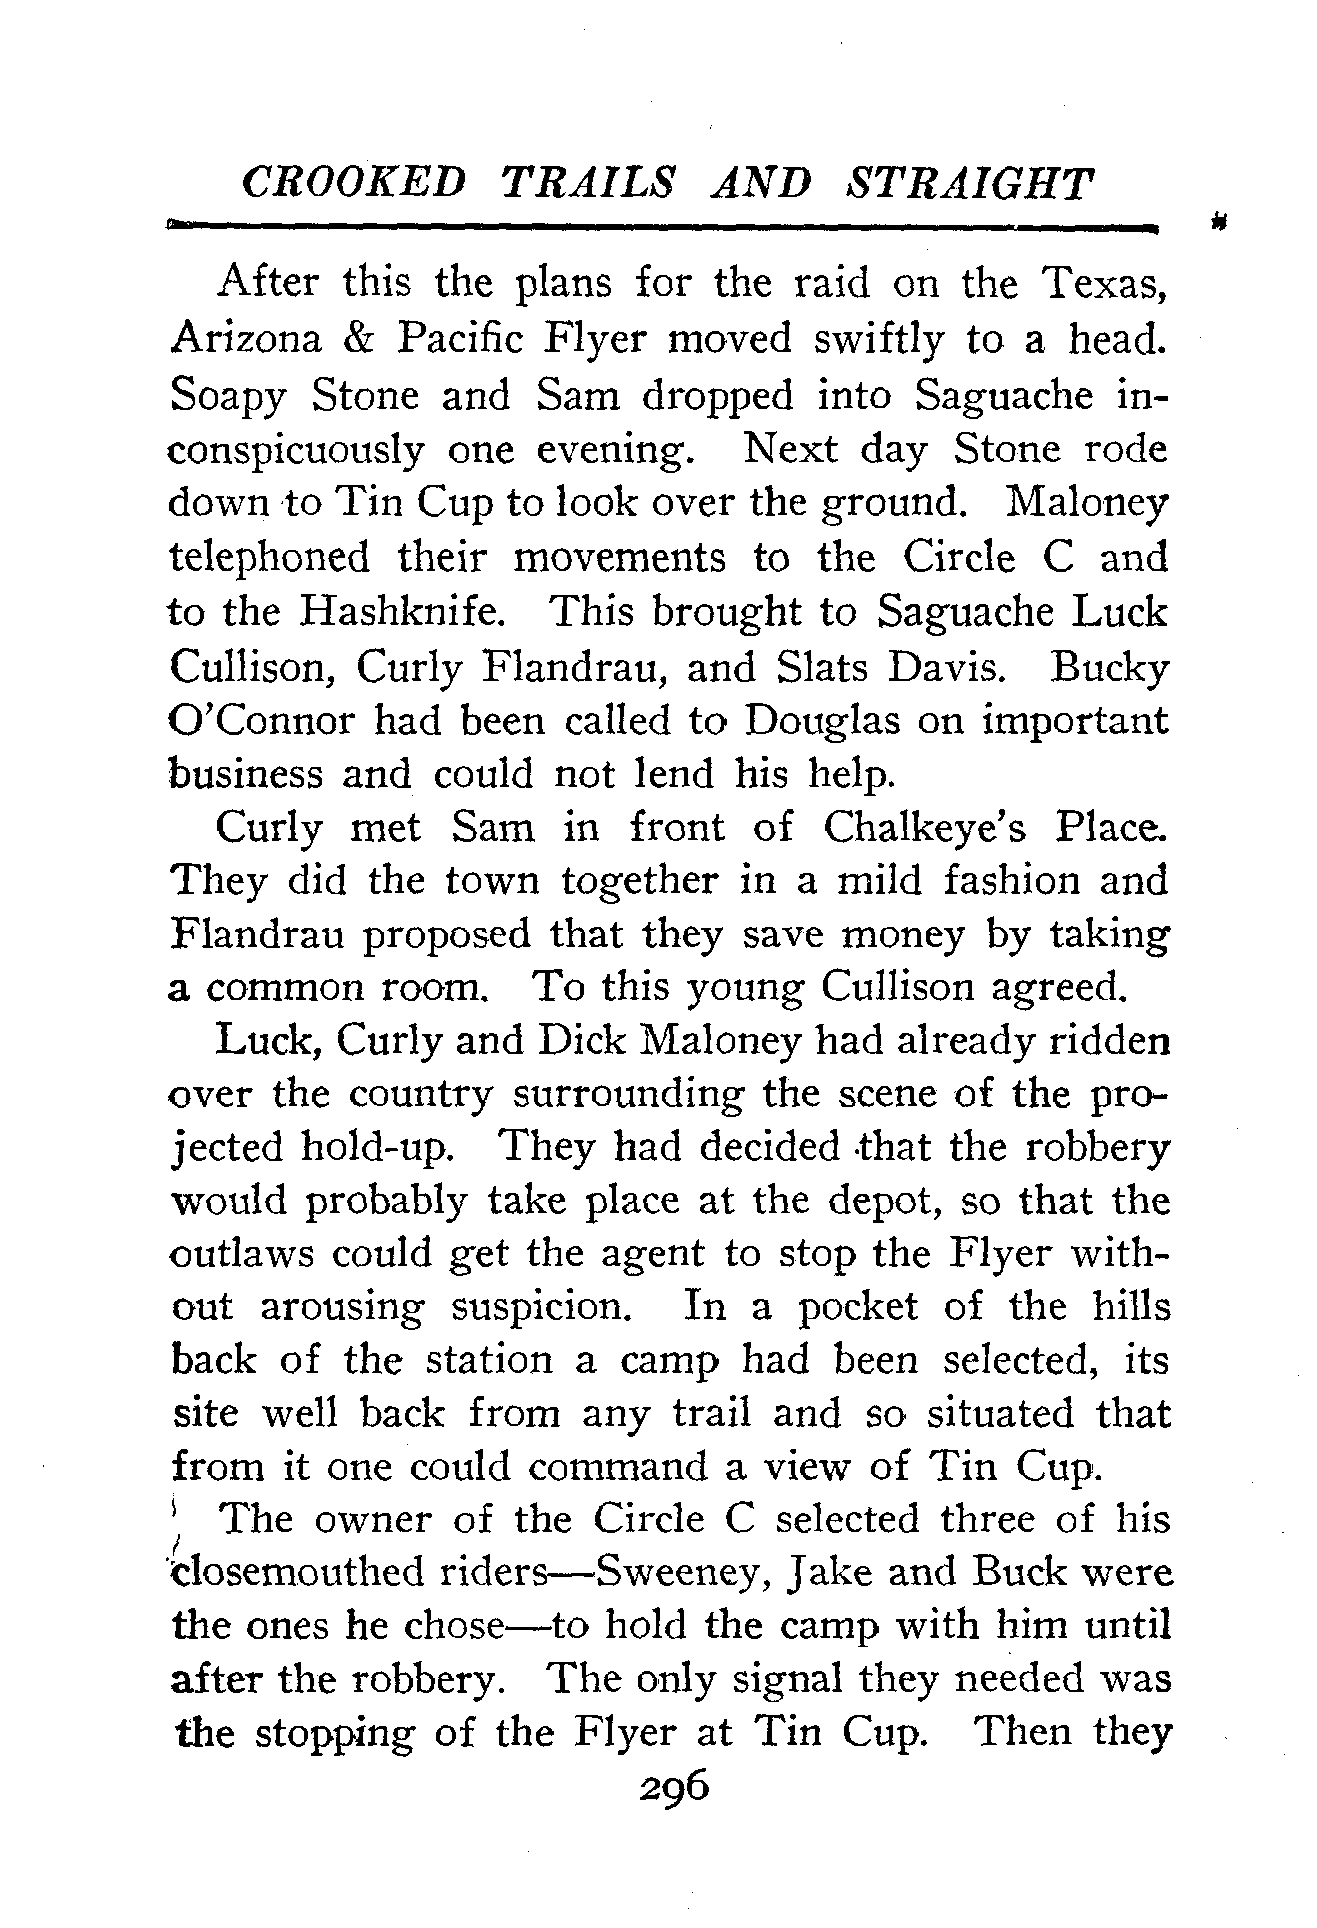 CROOKED TRAILS AND STRAIGHT
After this the plans for the raid on the Texas,
Arizona & Pacific Flyer moved swiftly to a head.
Soapy Stone and Sam dropped into Saguache in-
conspicuously one evening. Next day Stone rode
down to Tin Cup to look over the ground. Maloney
telephoned their movements to the Circle C and
to the Hashknife. This brought to Saguache Luck
Cullison, Curly Flandrau, and Slats Davis. Bucky
O'Connor had been called to Douglas on important
business and could not lend his help.
Curly met Sam in front of Chalkeye's Place.
They did the town together in a mild fashion and
Flandrau proposed that they save money by taking
a common room. To this young Cullison agreed.
Luck, Curly and Dick Maloney had already ridden
over the country surrounding the scene of the pro-
jected hold-up. They had decided that the robbery
would probably take place at the depot, so that the
outlaws could get the agent to stop the Flyer with-
out arousing suspicion. In a pocket of the hills
back of the station a camp had been selected, its
site well back from any trail and so situated that
from it one could command a view of Tin Cup.
The owner of the Circle C selected three of his
closemouthed riders—Sweeney, Jake and Buck were
the ones he chose—to hold the camp with him until
after the robbery. The only signal they needed was
the stopping of the Flyer at Tin Cup. Then they
296